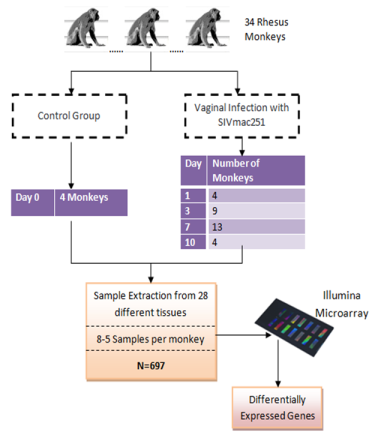 34 Rhesus
Monkeys
......
......
Control Group
Vaginal Infection with
SIVmac251
Day 0 4 Monkeys
Day Number of
Monkeys
1 4
3 9
7 13
10 4
Sample Extraction from 28
different tissues
8-5 Samples per monkey
N=697
Illumina
Microarray
Differentially
Expressed Genes